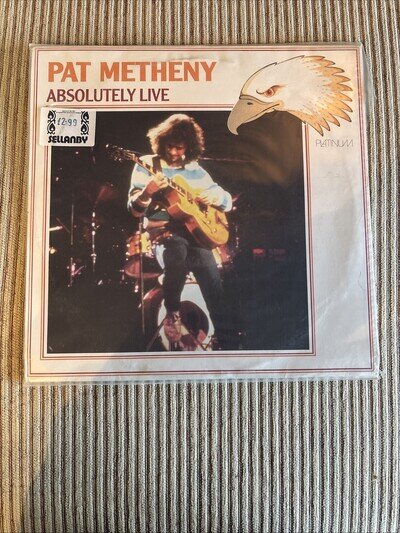 PAT METHENY
ABSOLUTELY LIVE
£2.99
SELLANBY
PLATINUM